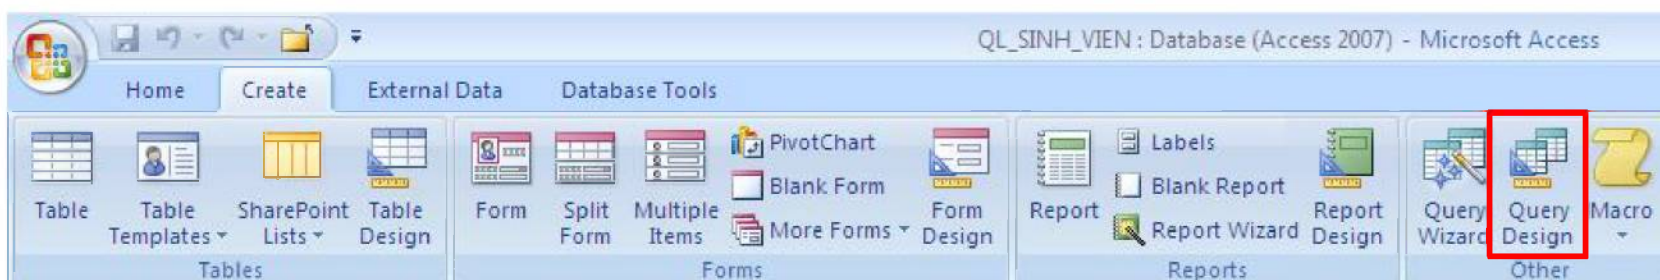 QL_SINH_VIEN : Database (Access 2007) - Microsoft Access
Home Create External Data Database Tools
Table
Table Templates
SharePoint Lists
Table Design
Tables
Form
Split Form
Multiple Items
PivotChart
Blank Form
More Forms
Form Design
Forms
Report
Labels
Blank Report
Report Wizard
Report Design
Reports
Query Wizard
Query Design
Macro
Other